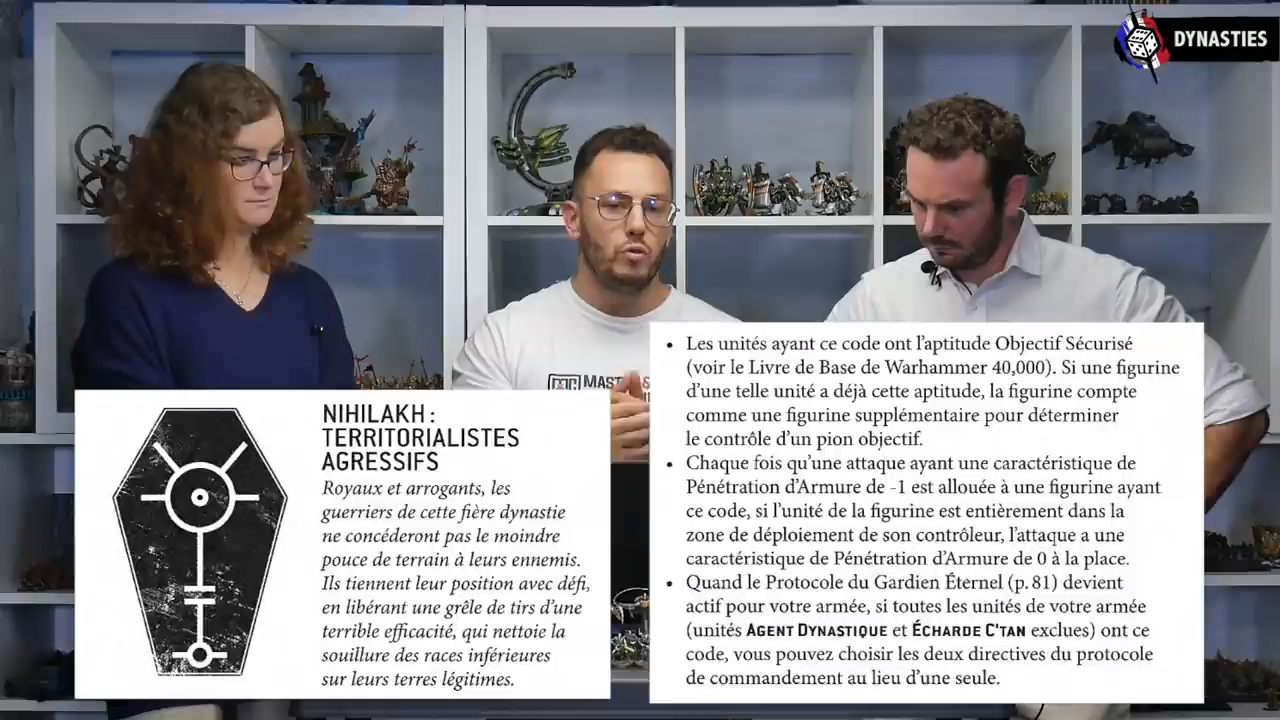 DYNASTIES
NIHILAKH :
TERRITORIALISTES
AGRESSIFS
Royaux et arrogants, les
guerriers de cette fière dynastie
ne concéderont pas le moindre
pouce de terrain à leurs ennemis.
Ils tiennent leur position avec défi,
en libérant une grêle de tirs d'une
terrible efficacité, qui nettoie la
souillure des races inférieures
sur leurs terres légitimes.
• Les unités ayant ce code ont l'aptitude Objectif Sécurisé
(voir le Livre de Base de Warhammer 40,000). Si une figurine
d'une telle unité a déjà cette aptitude, la figurine compte
comme une figurine supplémentaire pour déterminer
le contrôle d'un pion objectif.
• Chaque fois qu'une attaque ayant une caractéristique de
Pénétration d'Armure de -1 est allouée à une figurine ayant
ce code, si l'unité de la figurine est entièrement dans la
zone de déploiement de son contrôleur, l'attaque a une
caractéristique de Pénétration d'Armure de 0 à la place.
• Quand le Protocole du Gardien Éternel (p. 81) devient
actif pour votre armée, si toutes les unités de votre armée
(unités AGENT DYNASTIQUE et ÉCHARDE C'TAN exclues) ont ce
code, vous pouvez choisir les deux directives du protocole
de commandement au lieu d'une seule.